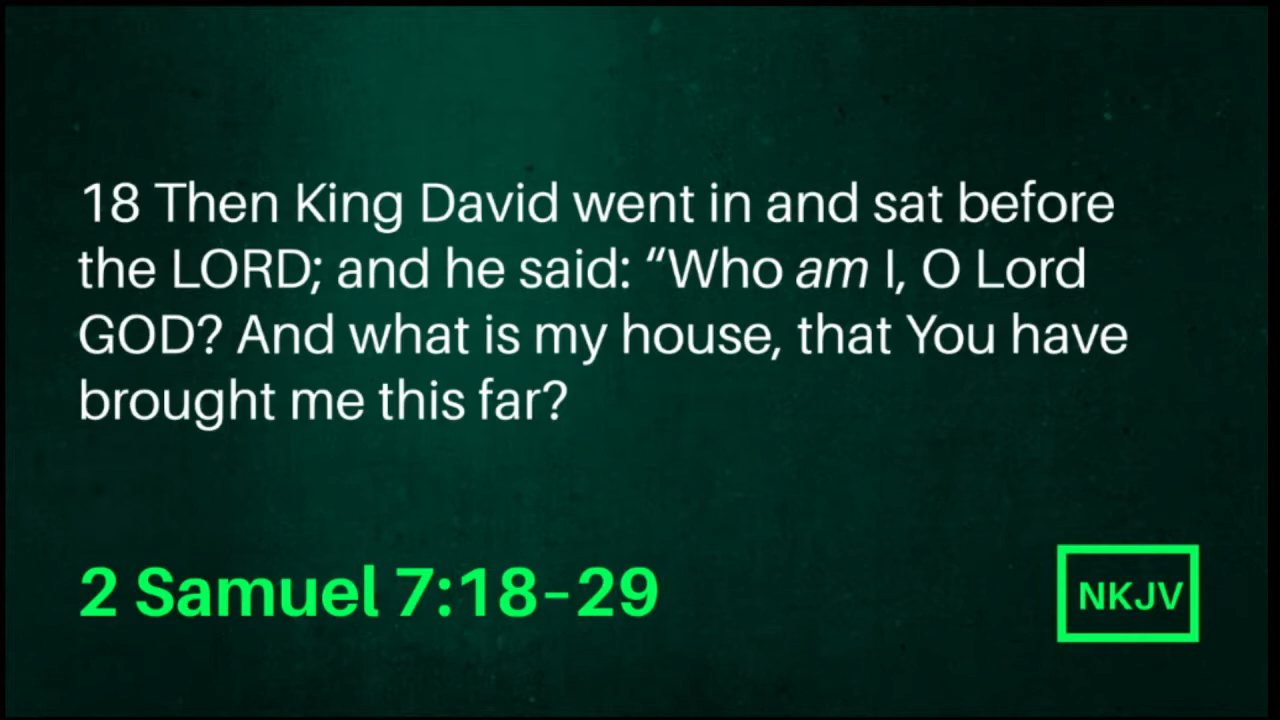 18 Then King David went in and sat before
the LORD; and he said: “Who am I, O Lord
GOD? And what is my house, that You have
brought me this far?
2 Samuel 7:18–29
NKJV